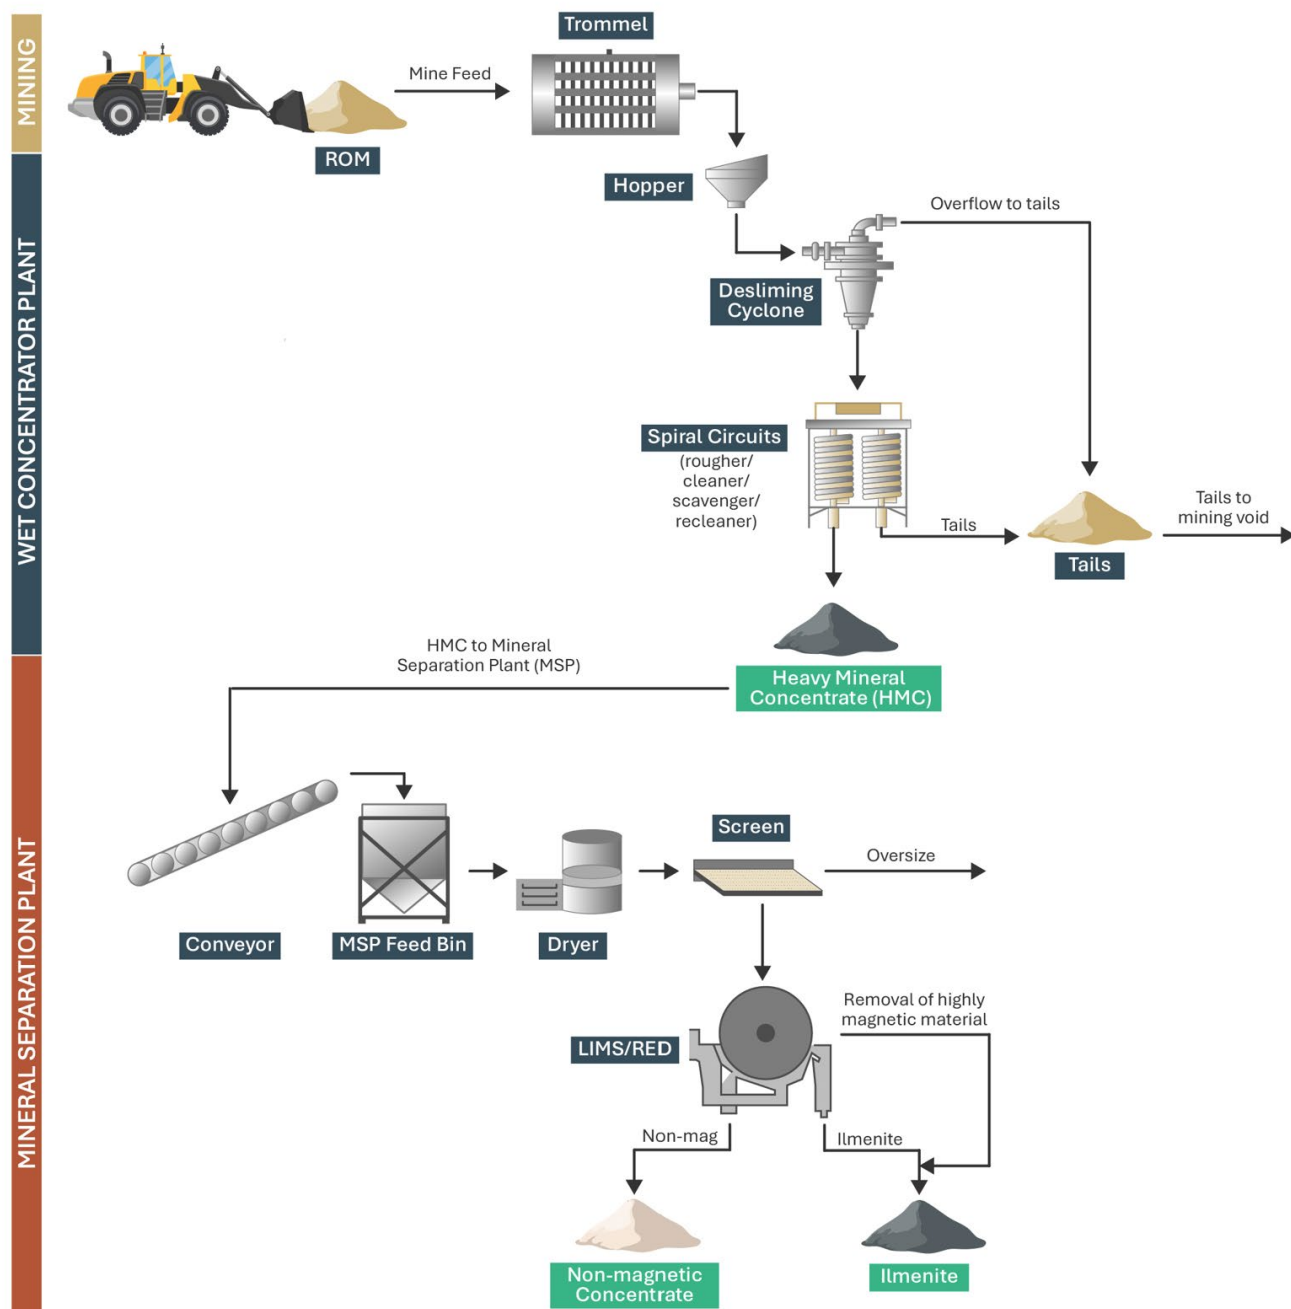 MINING
WET CONCENTRATOR PLANT
MINERAL SEPARATION PLANT
Trommel
Mine Feed
ROM
Hopper
Overflow to tails
Desliming
Cyclone
Spiral Circuits
(rougher/
cleaner/
scavenger/
recleaner)
Tails
Tails to
mining void
Tails
HMC to Mineral
Separation Plant (MSP)
Heavy Mineral
Concentrate (HMC)
Screen
Oversize
Conveyor
MSP Feed Bin
Dryer
Removal of highly
magnetic material
LIMS/RED
Non-mag
Ilmenite
Non-magnetic
Concentrate
Ilmenite